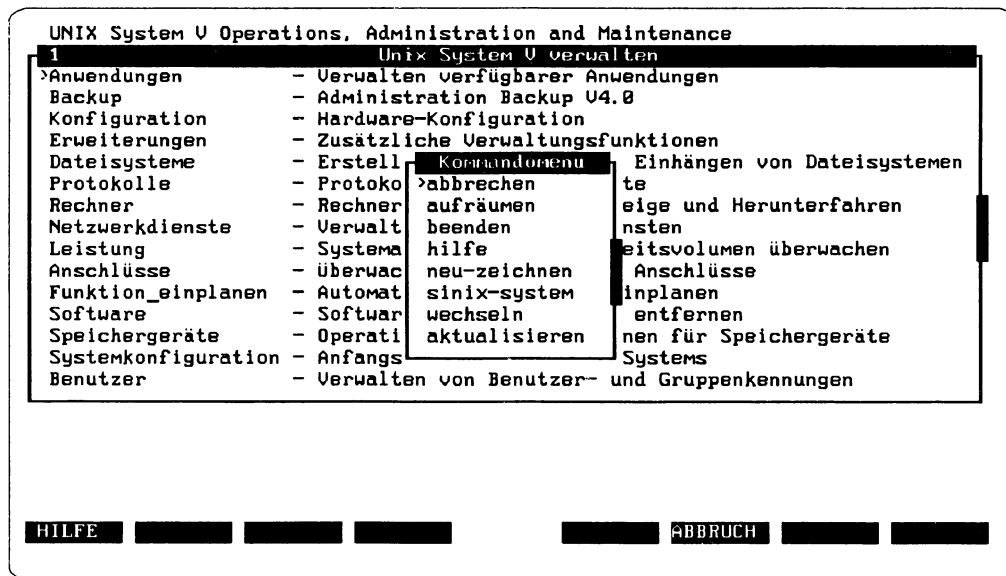 UNIX System V Operations, Administration and Maintenance
1 Unix System V verwalten
>Anwendungen - Verwalten verfügbarer Anwendungen
Backup - Administration Backup V4.0
Konfiguration - Hardware-Konfiguration
Erweiterungen - Zusätzliche Verwaltungsfunktionen
Dateisysteme - Erstell Kommandomenu Einhängen von Dateisystemen
Protokolle - Protoko >abbrechen te
Rechner - Rechner aufräumen eige und Herunterfahren
Netzwerkdienste - Verwalt beenden nsten
Leistung - Systema hilfe eitsvolumen überwachen
Anschlüsse - überwac neu-zeichnen Anschlüsse
Funktion_einplanen - Automat sinix-system inplanen
Software - Softwar wechseln entfernen
Speichergeräte - Operati aktualisieren nen für Speichergeräte
Systemkonfiguration - Anfangs Systems
Benutzer - Verwalten von Benutzer- und Gruppenkennungen
HILFE ABBRUCH